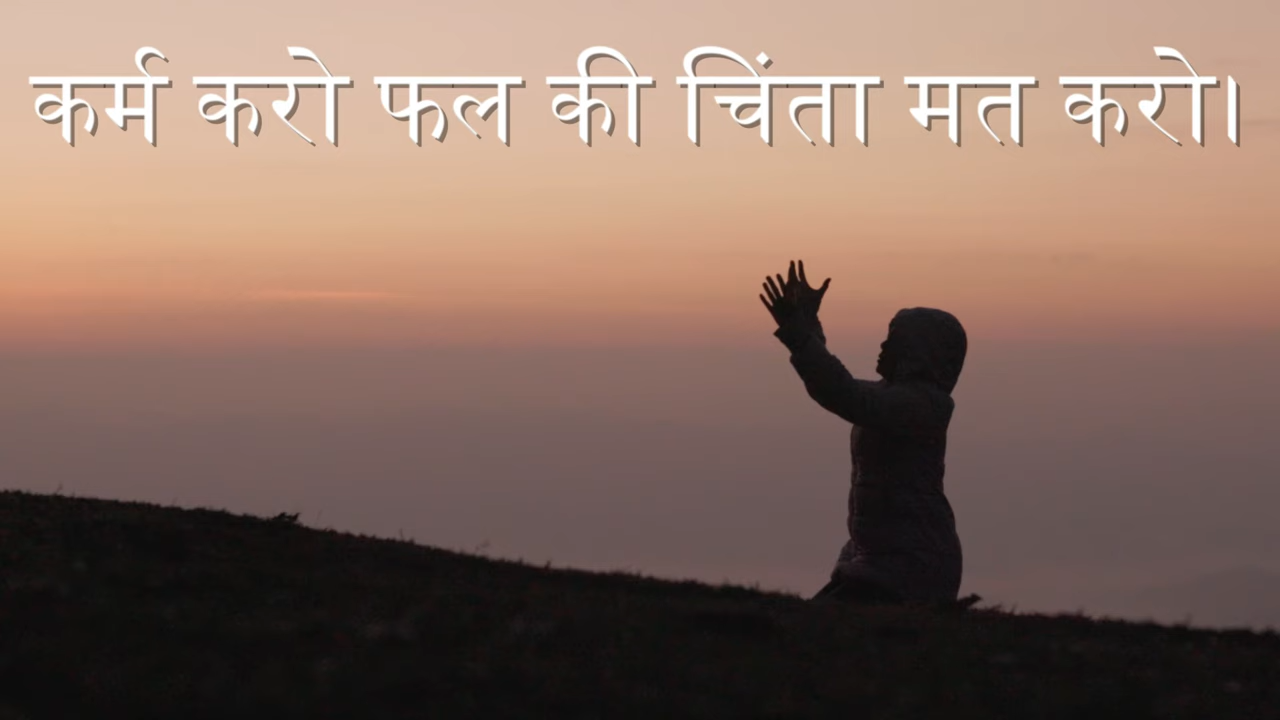 कर्म करो फल की चिंता मत करो।